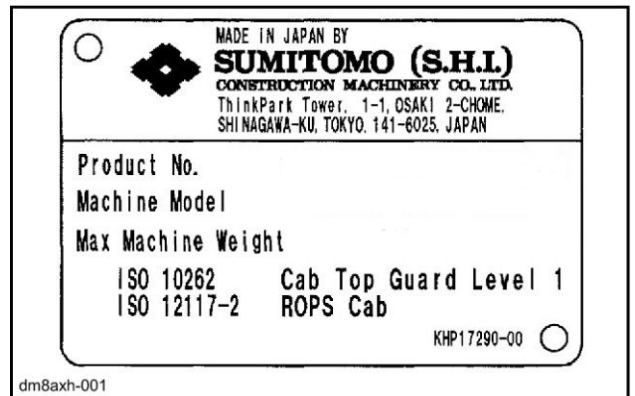 MADE IN JAPAN BY
SUMITOMO (S.H.I.)
CONSTRUCTION MACHINERY CO., LTD.
ThinkPark Tower, 1-1, OSAKI 2-CHOME,
SHINAGAWA-KU, TOKYO, 141-6025, JAPAN
Product No.
Machine Model
Max Machine Weight
ISO 10262 Cab Top Guard Level 1
ISO 12117-2 ROPS Cab
KHP17290-00
dm8axh-001